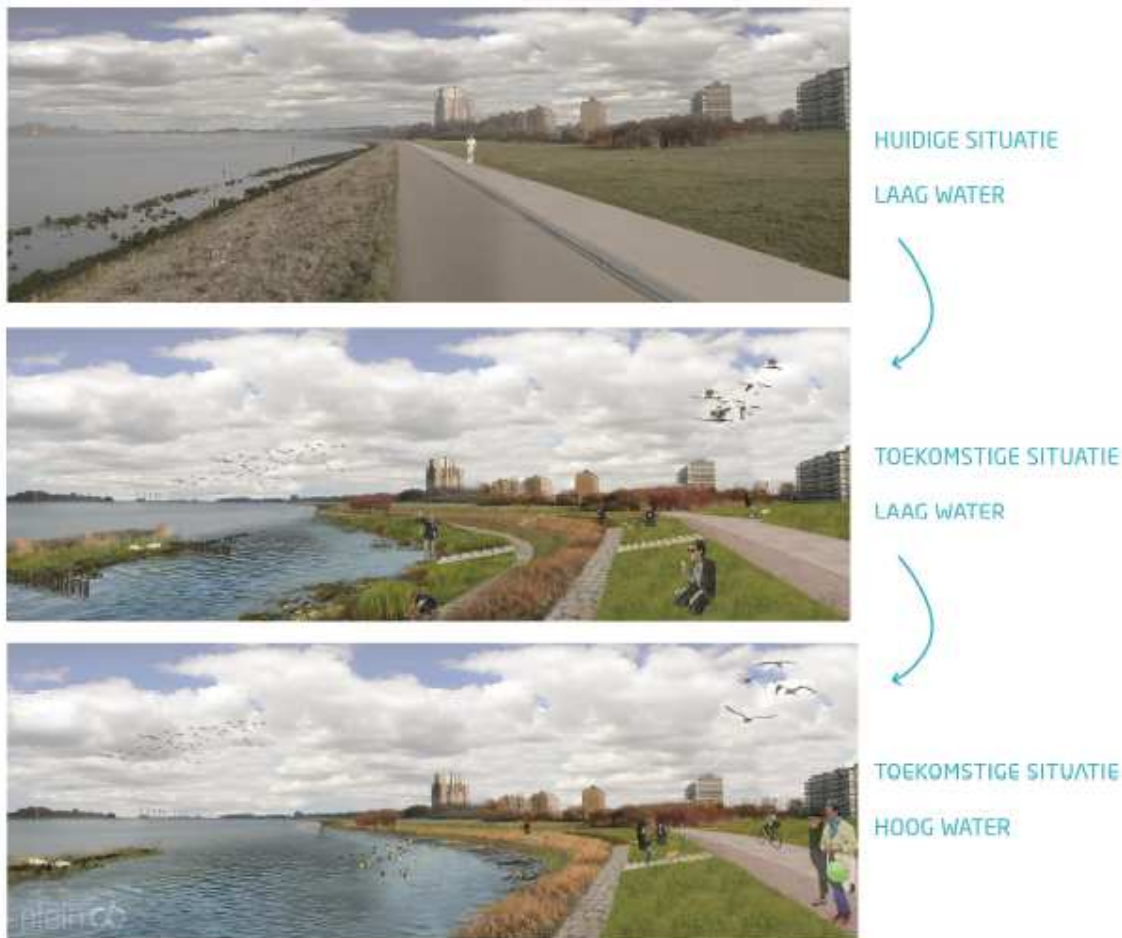 HUIDIGE SITUATIE
LAAG WATER
TOEKOMSTIGE SITUATIE
LAAG WATER
TOEKOMSTIGE SITUATIE
HOOG WATER